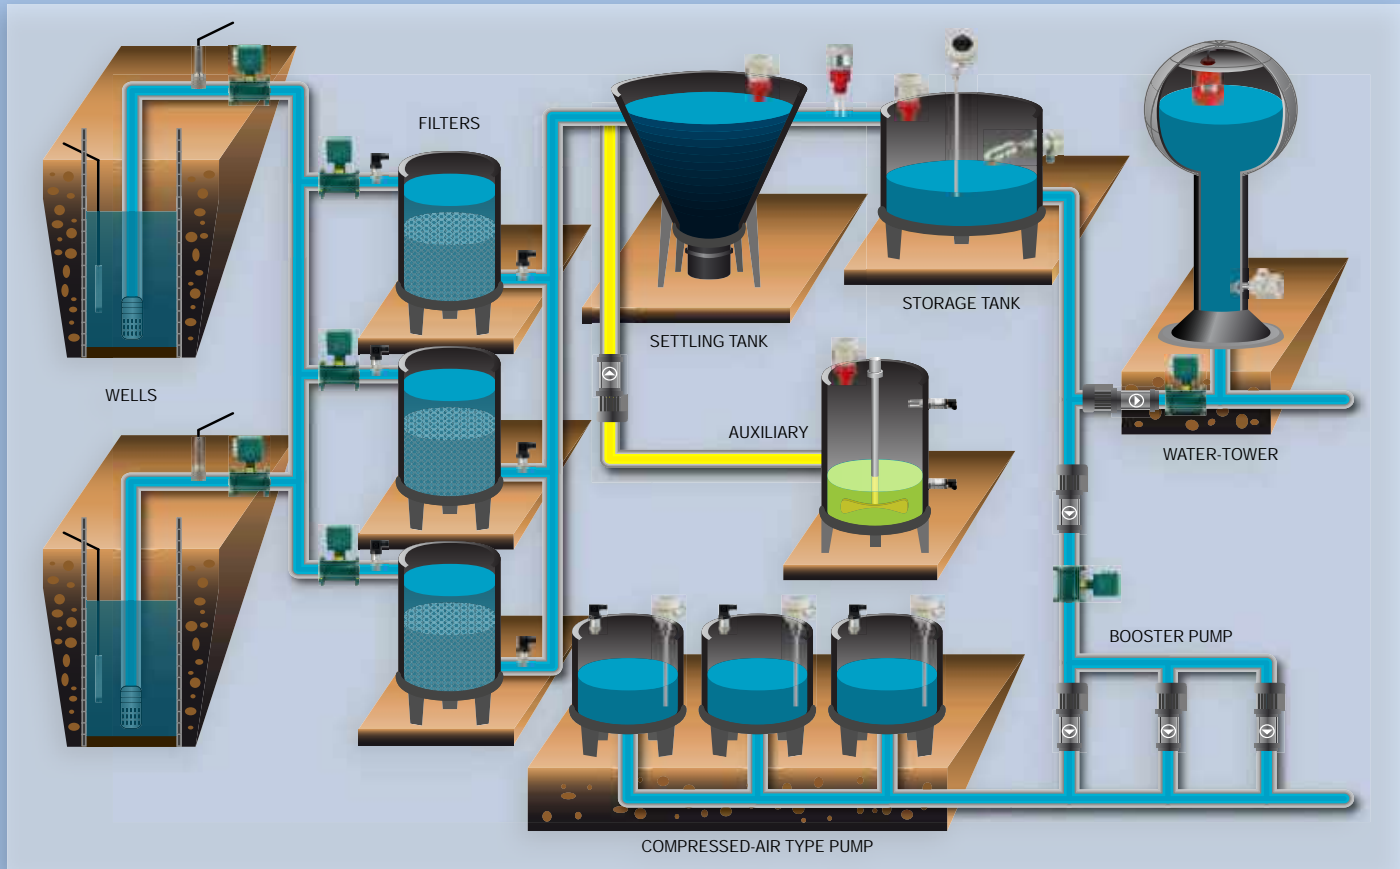 FILTERS
SETTLING TANK
STORAGE TANK
WELLS
AUXILIARY
WATER-TOWER
BOOSTER PUMP
COMPRESSED-AIR TYPE PUMP